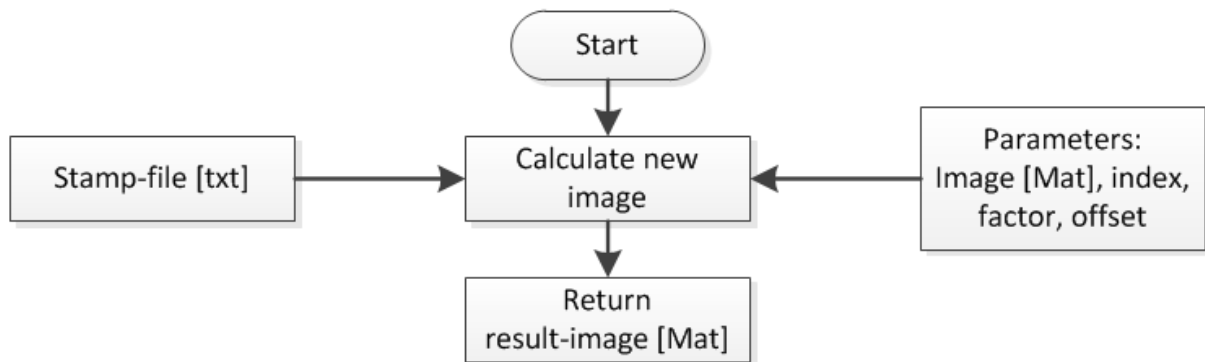 Start
Stamp-file [txt]
Calculate new
image
Parameters:
Image [Mat], index,
factor, offset
Return
result-image [Mat]